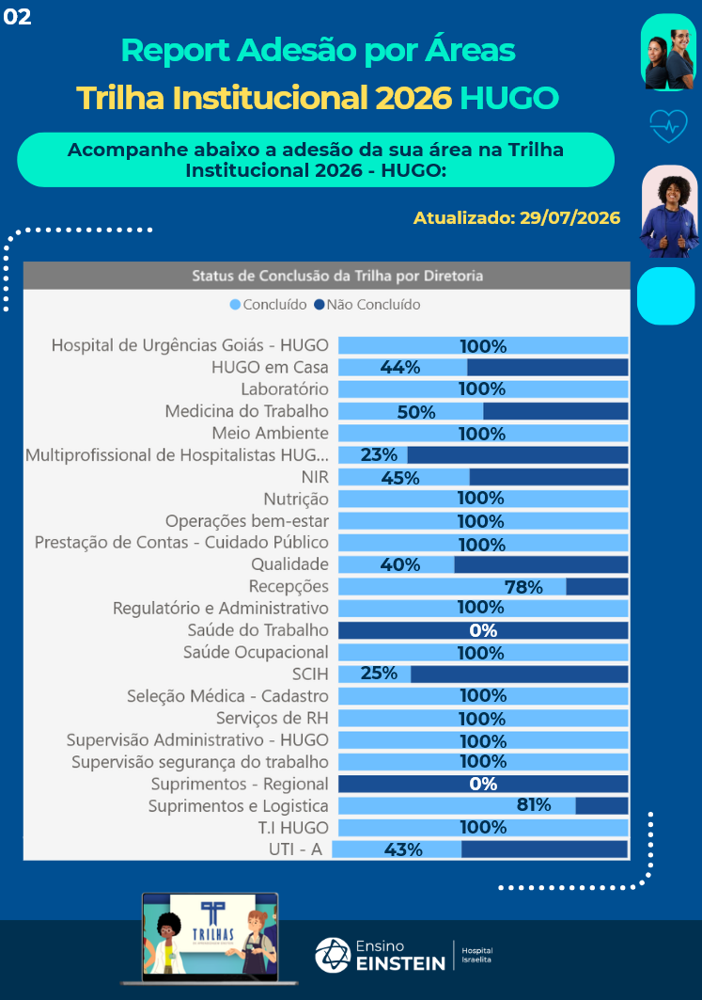 02
Report Adesão por Áreas
Trilha Institucional 2026 HUGO
Acompanhe abaixo a adesão da sua área na Trilha
Institucional 2026 - HUGO:
Atualizado: 29/07/2026
Status de Conclusão da Trilha por Diretoria
Concluído Não Concluído
Hospital de Urgências Goiás - HUGO 100%
HUGO em Casa 44%
Laboratório 100%
Medicina do Trabalho 50%
Meio Ambiente 100%
Multiprofissional de Hospitalistas HUG... 23%
NIR 45%
Nutrição 100%
Operações bem-estar 100%
Prestação de Contas - Cuidado Público 100%
Qualidade 40%
Recepções 78%
Regulatório e Administrativo 100%
Saúde do Trabalho 0%
Saúde Ocupacional 100%
SCIH 25%
Seleção Médica - Cadastro 100%
Serviços de RH 100%
Supervisão Administrativo - HUGO 100%
Supervisão segurança do trabalho 100%
Suprimentos - Regional 0%
Suprimentos e Logistica 81%
T.I HUGO 100%
UTI - A 43%
TRILHAS
Ensino
EINSTEIN
Hospital
Israelita